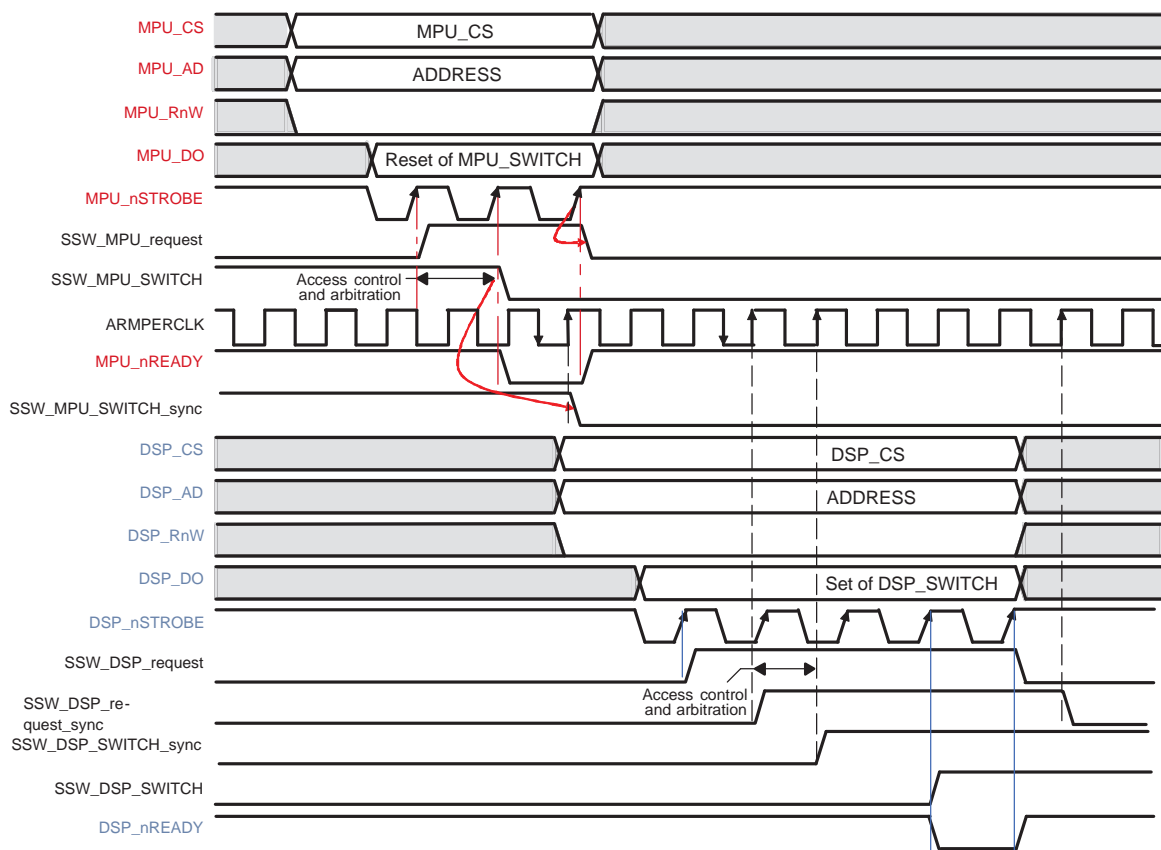 MPU_CS
MPU_CS
MPU_AD
ADDRESS
MPU_RnW
MPU_DO
Reset of MPU_SWITCH
MPU_nSTROBE
SSW_MPU_request
SSW_MPU_SWITCH
Access control
and arbitration
ARMPERCLK
MPU_nREADY
SSW_MPU_SWITCH_sync
DSP_CS
DSP_CS
DSP_AD
ADDRESS
DSP_RnW
DSP_DO
Set of DSP_SWITCH
DSP_nSTROBE
SSW_DSP_request
Access control
and arbitration
SSW_DSP_re-
quest_sync
SSW_DSP_SWITCH_sync
SSW_DSP_SWITCH
DSP_nREADY